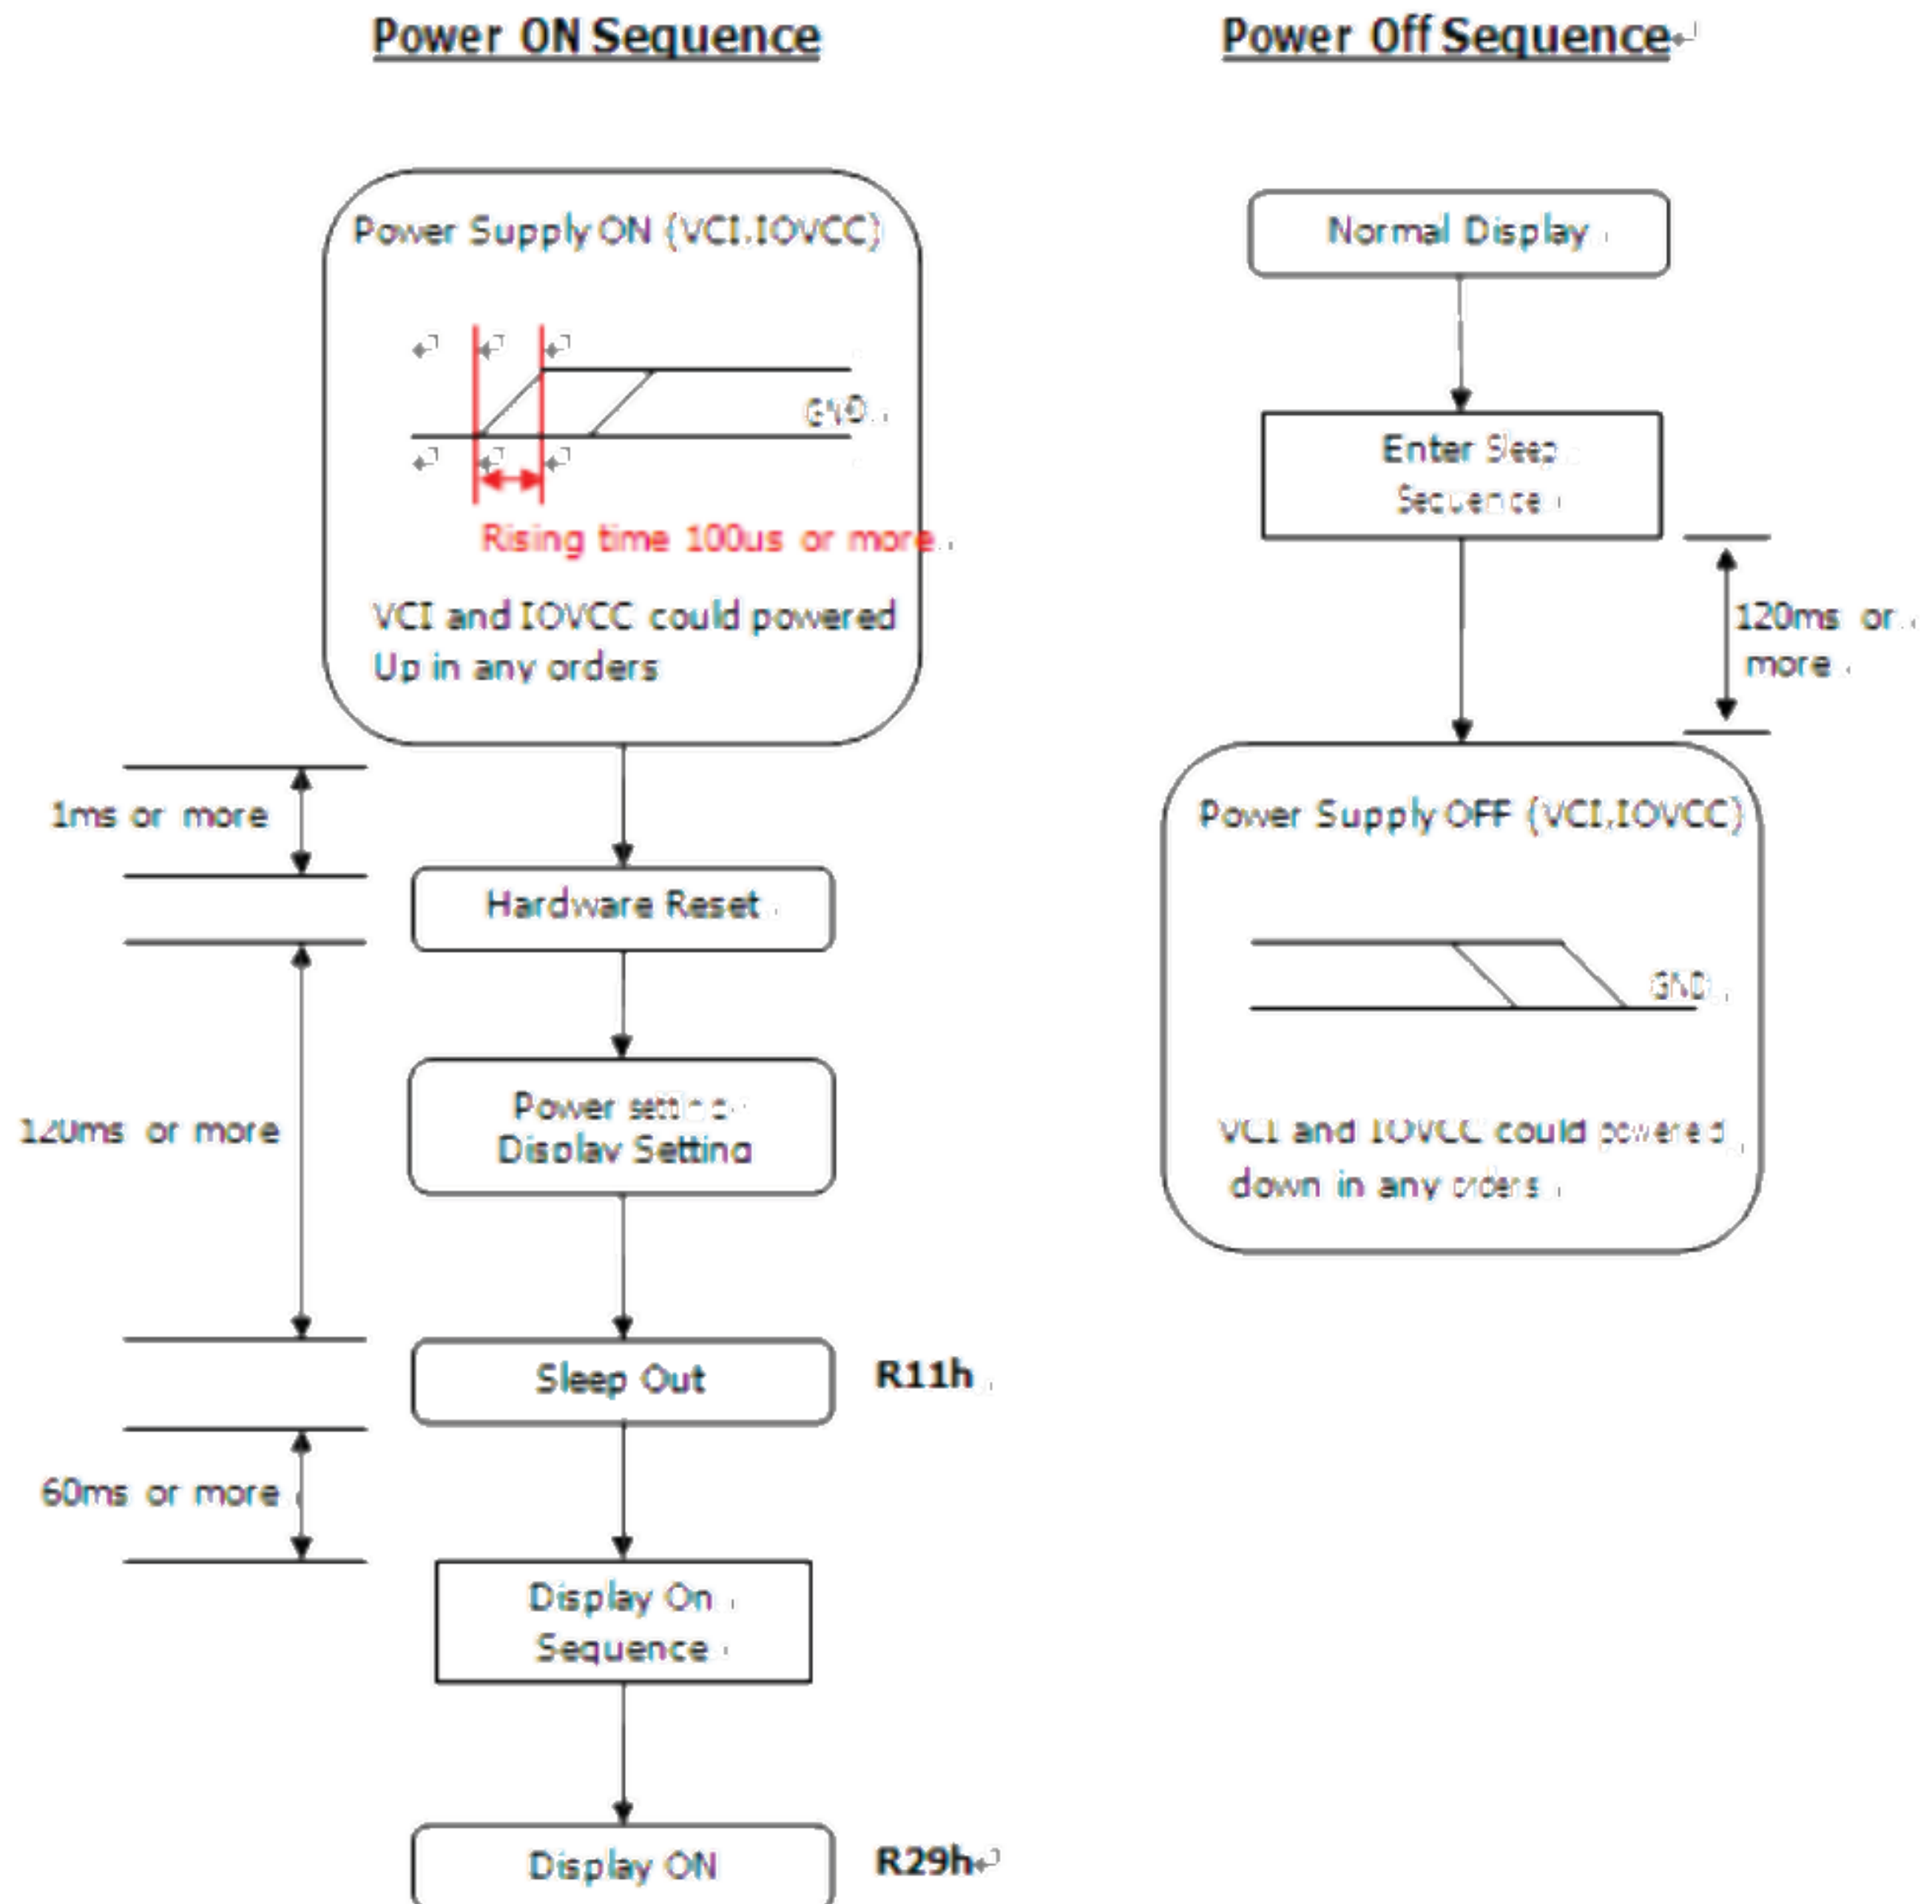 Power ON Sequence
Power Supply ON (VCI,IOVCC)
GND
Rising time 100us or more
VCI and IOVCC could powered
Up in any orders
1ms or more
Hardware Reset
120ms or more
Power setting
Display Setting
Sleep Out
R11h
60ms or more
Display On
Sequence
Display ON
R29h
Power Off Sequence
Normal Display
Enter Sleep
Sequence
120ms or
more
Power Supply OFF (VCI,IOVCC)
GND
VCI and IOVCC could powered
down in any orders